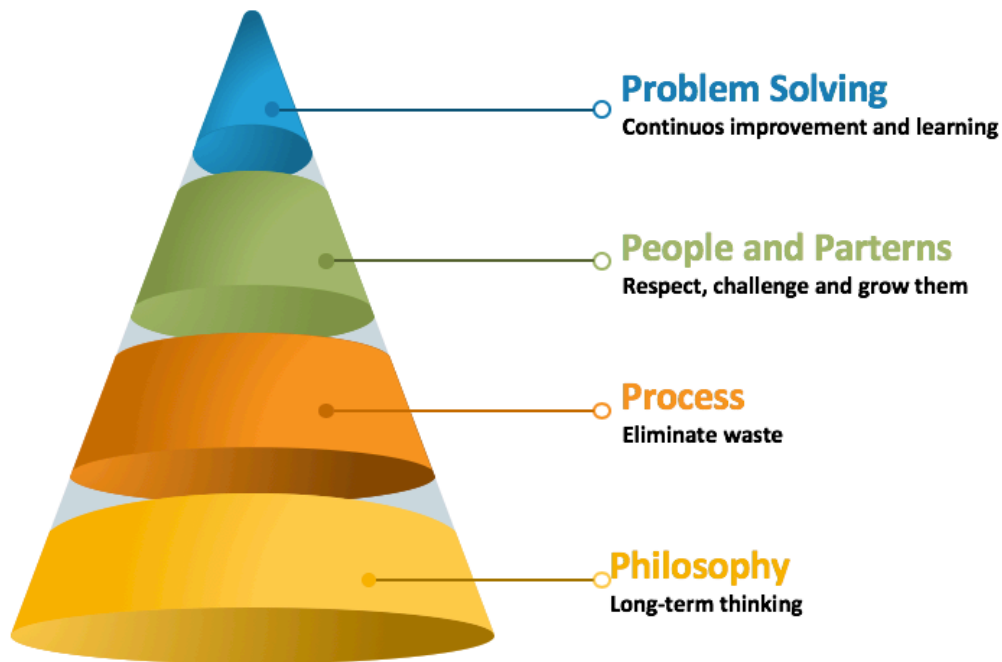 Problem Solving
Continuos improvement and learning
People and Parterns
Respect, challenge and grow them
Process
Eliminate waste
Philosophy
Long-term thinking